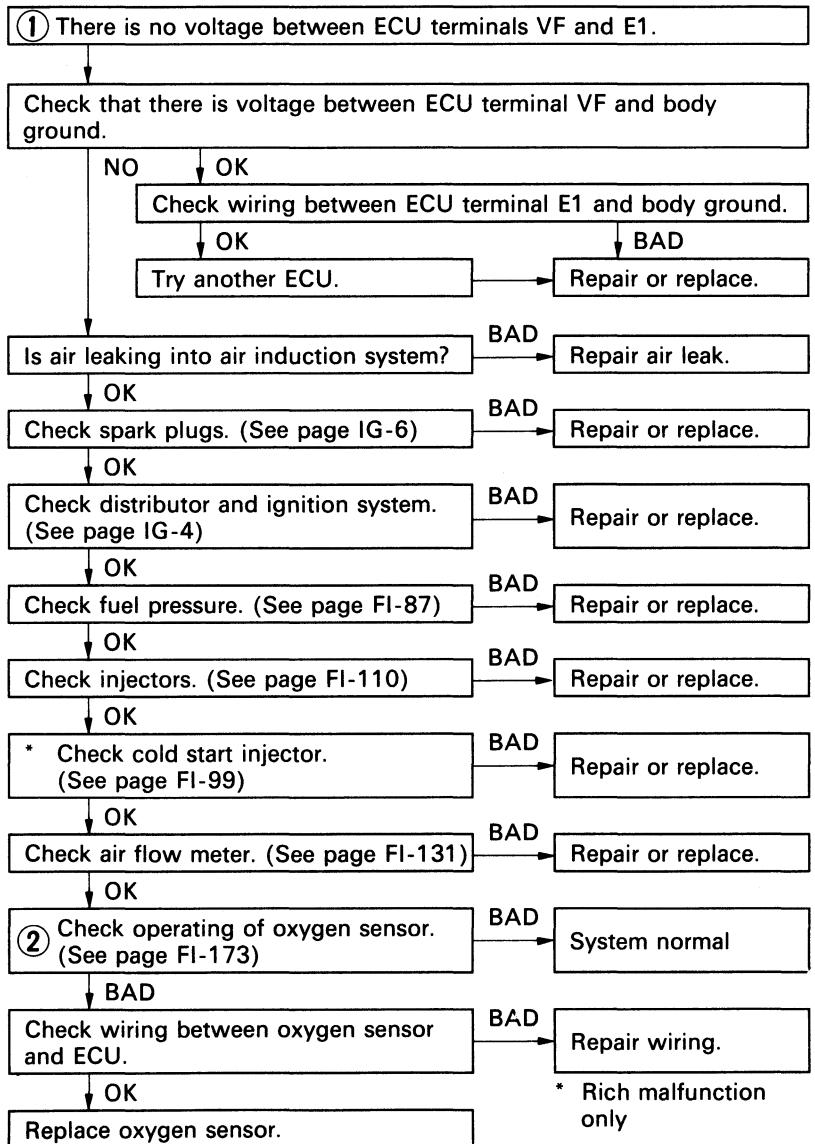 ① There is no voltage between ECU terminals VF and E1.
Check that there is voltage between ECU terminal VF and body
ground.
NO
OK
Check wiring between ECU terminal E1 and body ground.
OK
BAD
Try another ECU.
Repair or replace.
Is air leaking into air induction system?
BAD
Repair air leak.
OK
Check spark plugs. (See page IG-6)
BAD
Repair or replace.
OK
Check distributor and ignition system.
(See page IG-4)
BAD
Repair or replace.
OK
Check fuel pressure. (See page FI-87)
BAD
Repair or replace.
OK
Check injectors. (See page FI-110)
BAD
Repair or replace.
OK
* Check cold start injector.
(See page FI-99)
BAD
Repair or replace.
OK
Check air flow meter. (See page FI-131)
BAD
Repair or replace.
OK
② Check operating of oxygen sensor.
(See page FI-173)
BAD
System normal
BAD
Check wiring between oxygen sensor
and ECU.
BAD
Repair wiring.
OK
Replace oxygen sensor.
* Rich malfunction
only